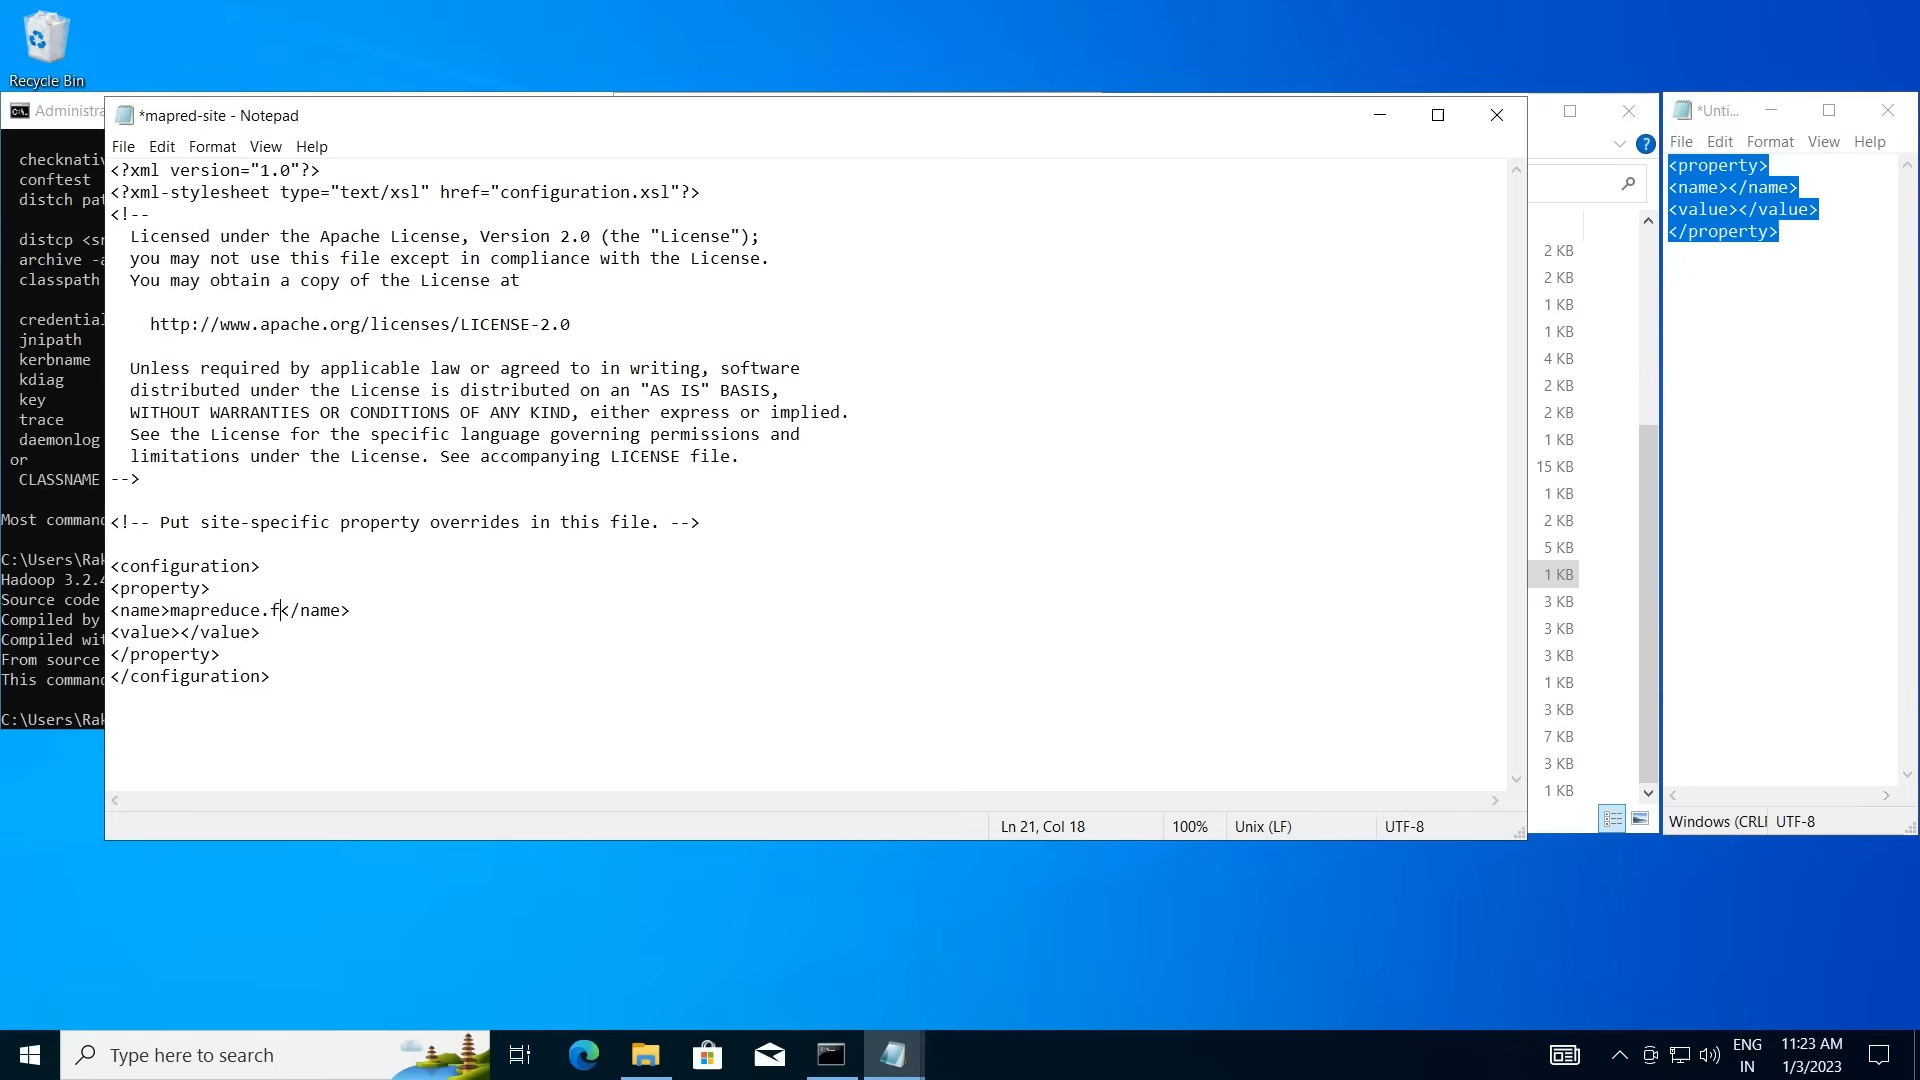 Recycle Bin
Administra
checknativ
conftest
distch pat
distcp <sr
archive -a
classpath
credential
jnipath
kerbname
kdiag
key
trace
daemonlog
or
CLASSNAME
Most command
C:\Users\Rak
Hadoop 3.2.4
Source code
Compiled by
Compiled wit
From source
This command
C:\Users\Rak
*mapred-site - Notepad
File Edit Format View Help
<?xml version="1.0"?>
<?xml-stylesheet type="text/xsl" href="configuration.xsl"?>
<!--
Licensed under the Apache License, Version 2.0 (the "License");
you may not use this file except in compliance with the License.
You may obtain a copy of the License at
http://www.apache.org/licenses/LICENSE-2.0
Unless required by applicable law or agreed to in writing, software
distributed under the License is distributed on an "AS IS" BASIS,
WITHOUT WARRANTIES OR CONDITIONS OF ANY KIND, either express or implied.
See the License for the specific language governing permissions and
limitations under the License. See accompanying LICENSE file.
-->
<!-- Put site-specific property overrides in this file. -->
<configuration>
<property>
<name>mapreduce.f</name>
<value></value>
</property>
</configuration>
Ln 21, Col 18
100%
Unix (LF)
UTF-8
2 KB
2 KB
1 KB
1 KB
4 KB
2 KB
2 KB
1 KB
15 KB
1 KB
2 KB
5 KB
1 KB
3 KB
3 KB
3 KB
1 KB
3 KB
7 KB
3 KB
1 KB
*Unti...
File Edit Format View Help
<property>
<name></name>
<value></value>
</property>
Windows (CRLF
UTF-8
Type here to search
ENG
IN
11:23 AM
1/3/2023